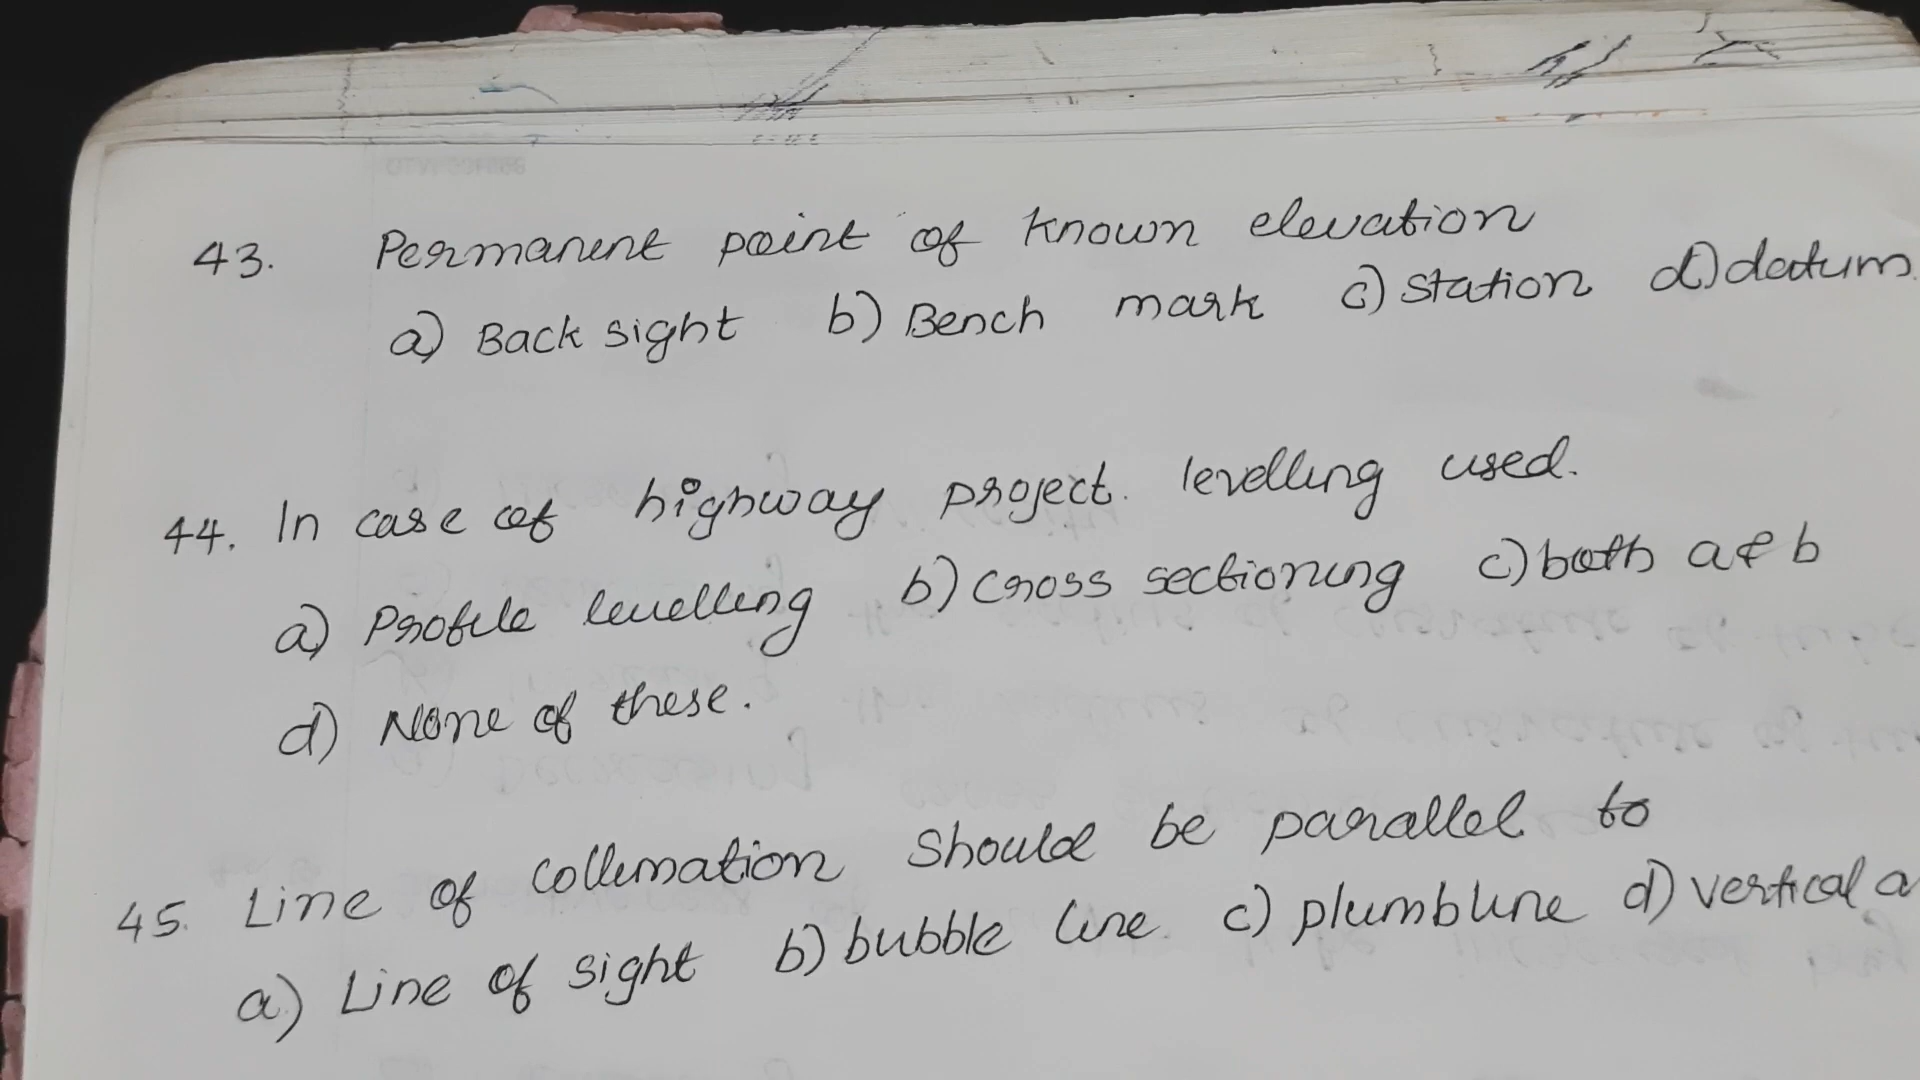 43. Permanent point of known elevation
a) Back sight b) Bench mark c) station d) datum.
44. In case of highway project. levelling used.
a) Profile levelling b) cross sectioning c) both a & b
d) None of these.
45. Line of collimation should be parallel to
a) Line of sight b) bubble line. c) plumbline d) vertical a